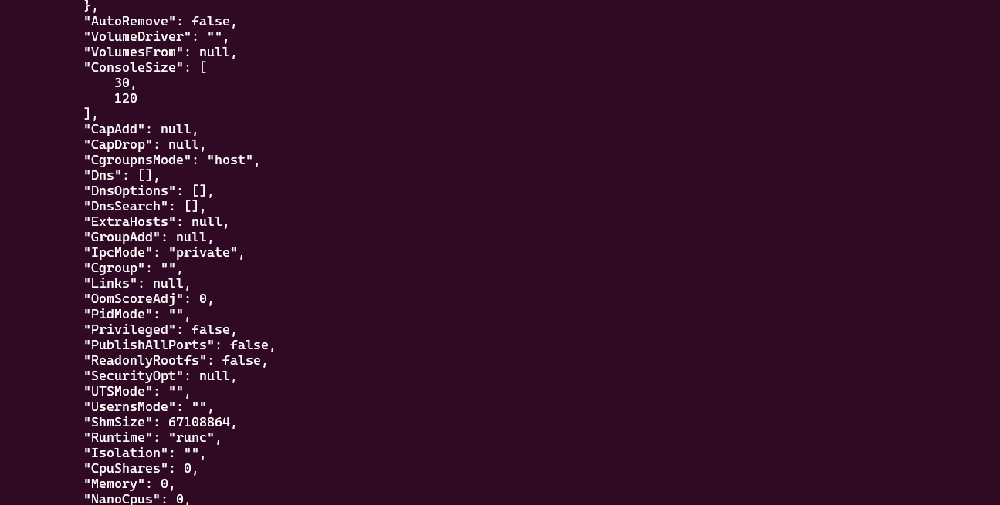 },
"AutoRemove": false,
"VolumeDriver": "",
"VolumesFrom": null,
"ConsoleSize": [
30,
120
],
"CapAdd": null,
"CapDrop": null,
"CgroupnsMode": "host",
"Dns": [],
"DnsOptions": [],
"DnsSearch": [],
"ExtraHosts": null,
"GroupAdd": null,
"IpcMode": "private",
"Cgroup": "",
"Links": null,
"OomScoreAdj": 0,
"PidMode": "",
"Privileged": false,
"PublishAllPorts": false,
"ReadonlyRootfs": false,
"SecurityOpt": null,
"UTSMode": "",
"UsernsMode": "",
"ShmSize": 67108864,
"Runtime": "runc",
"Isolation": "",
"CpuShares": 0,
"Memory": 0,
"NanoCpus": 0,